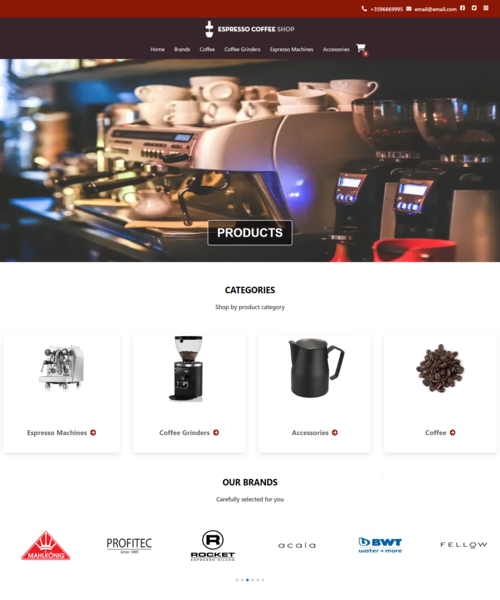 +3596669995 email@email.com
ESPRESSO COFFEE SHOP
Home Brands Coffee Coffee Grinders Espresso Machines Accessories
PRODUCTS
CATEGORIES
Shop by product category
Espresso Machines Coffee Grinders Accessories Coffee
OUR BRANDS
Carefully selected for you
MAHLKÖNIG PROFITEC since 1985 R ROCKET ESPRESSO MILANO acaia BWT water + more FELLOW